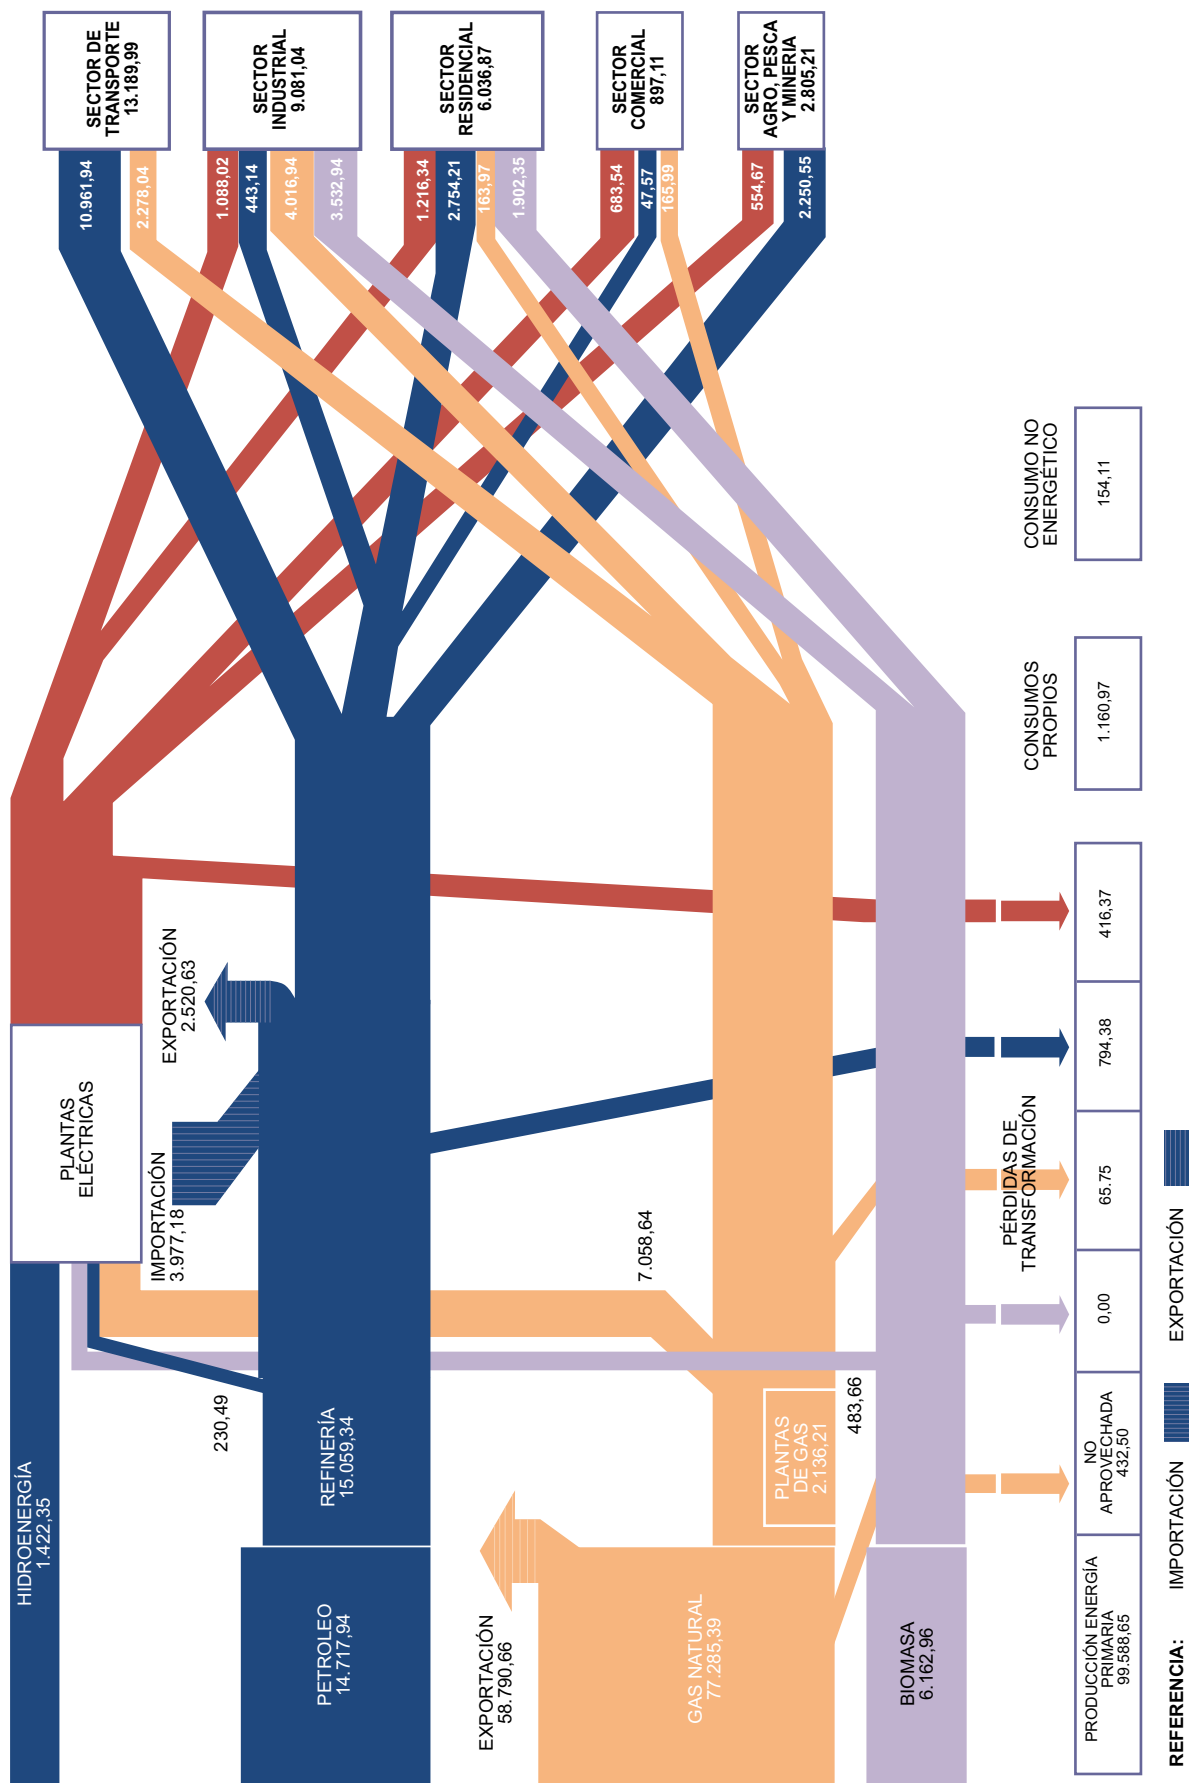 HIDROENERGÍA
1.422,35
PLANTAS
ELÉCTRICAS
IMPORTACIÓN
3.977,18
EXPORTACIÓN
2.520,63
230,49
PETROLEO
14.717,94
REFINERÍA
15.059,34
EXPORTACIÓN
58.790,66
7.058,64
GAS NATURAL
77.285,39
PLANTAS
DE GAS
2.136,21
483,66
BIOMASA
6.162,96
SECTOR DE
TRANSPORTE
13.189,99
10.961,94
2.278,04
SECTOR
INDUSTRIAL
9.081,04
1.088,02
443,14
4.016,94
3.532,94
SECTOR
RESIDENCIAL
6.036,87
1.216,34
2.754,21
163,97
1.902,35
SECTOR
COMERCIAL
897,11
683,54
47,57
165,99
SECTOR
AGRO, PESCA
Y MINERIA
2.805,21
554,67
2.250,55
PÉRDIDAS DE
TRANSFORMACIÓN
CONSUMOS
PROPIOS
CONSUMO NO
ENERGÉTICO
PRODUCCIÓN ENERGÍA
PRIMARIA
99.588,65
NO
APROVECHADA
432,50
0,00
65.75
794,38
416,37
1.160,97
154,11
REFERENCIA:
IMPORTACIÓN
EXPORTACIÓN